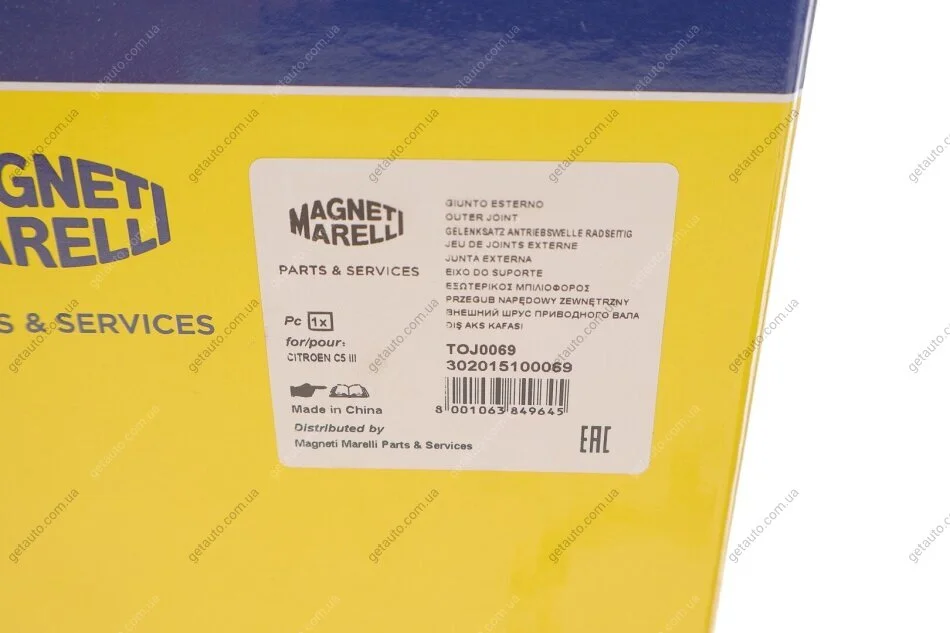 GNETI
ARELLI
S & SERVICES
MAGNETI
MARELLI
PARTS & SERVICES
Pc 1x
for/pour:
CITROEN C5 III
Made in China
Distributed by
Magneti Marelli Parts & Services
GIUNTO ESTERNO
OUTER JOINT
GELENKSATZ ANTRIEBSWELLE RADSEITIG
JEU DE JOINTS EXTERNE
JUNTA EXTERNA
EIXO DO SUPORTE
ΕΞΩΤΕΡΙΚΟΣ ΜΠΙΛΙΟΦΟΡΟΣ
PRZEGUB NAPĘDOWY ZEWNĘTRZNY
ВНЕШНИЙ ШРУС ПРИВОДНОГО ВАЛА
DIŞ AKS KAFASI
TOJ0069
302015100069
8 001063 849645
EAC
getauto.com.ua